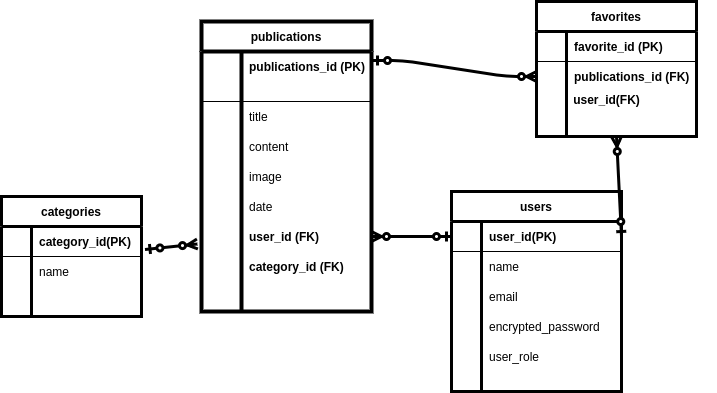 publications
publications_id (PK)
title
content
image
date
user_id (FK)
category_id (FK)
favorites
favorite_id (PK)
publications_id (FK)
user_id(FK)
categories
category_id(PK)
name
users
user_id(PK)
name
email
encrypted_password
user_role